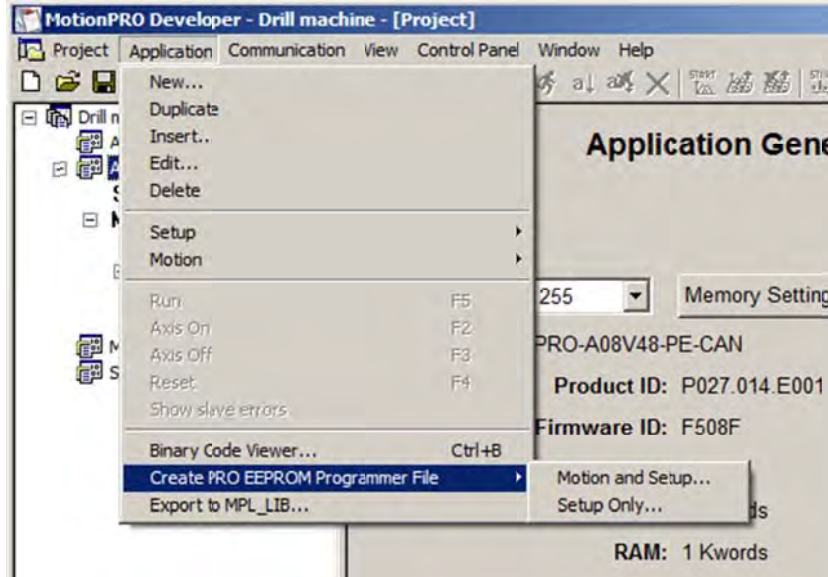 MotionPRO Developer - Drill machine - [Project]
Project Application Communication View Control Panel Window Help
New...
Duplicate
Insert..
Edit...
Delete
Setup
Motion
Run F5
Axis On F2
Axis Off F3
Reset F4
Show slave errors
Binary Code Viewer... Ctrl+B
Create PRO EEPROM Programmer File
Export to MPL_LIB...
Motion and Setup...
Setup Only...
Drill m
A
A
S
M
M
S
START
Application Gene
255 Memory Setting
PRO-A08V48-PE-CAN
Product ID: P027.014.E001
Firmware ID: F508F
ds
RAM: 1 Kwords